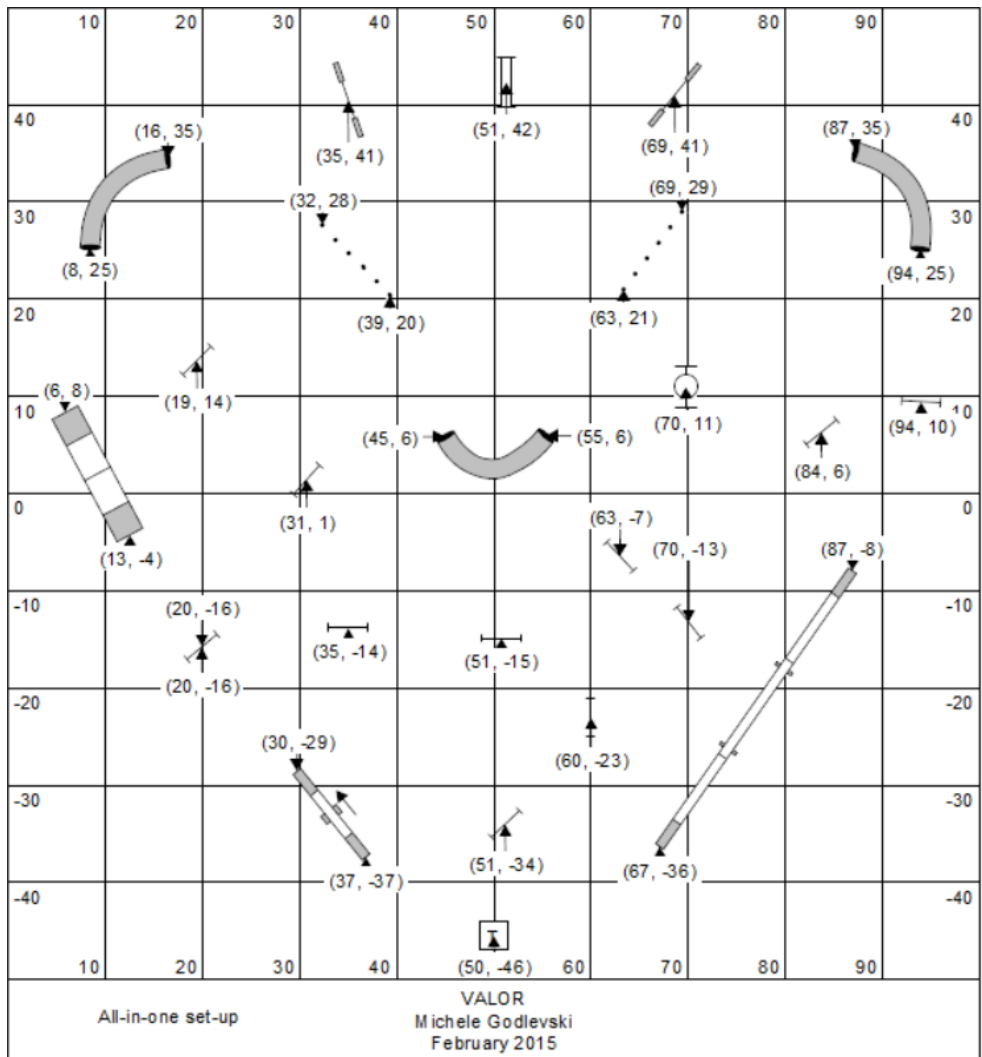 10 20 30 40 50 60 70 80 90
40 (16, 35) (51, 42) (87, 35) 40
(35, 41) (69, 41)
30 (32, 28) (69, 29) 30
(8, 25) (94, 25)
20 (39, 20) (63, 21) 20
(6, 8)
10 (19, 14) (70, 11) 10
(94, 10)
(45, 6) (55, 6)
(84, 6)
0 (31, 1) (63, -7) 0
(13, -4) (70, -13) (87, -8)
-10 (20, -16) -10
(35, -14) (51, -15)
(20, -16)
-20 -20
(30, -29) (60, -23)
-30 -30
(51, -34) (67, -36)
(37, -37)
-40 -40
10 20 30 40 (50, -46) 60 70 80 90
All-in-one set-up
VALOR
Michele Godlevski
February 2015